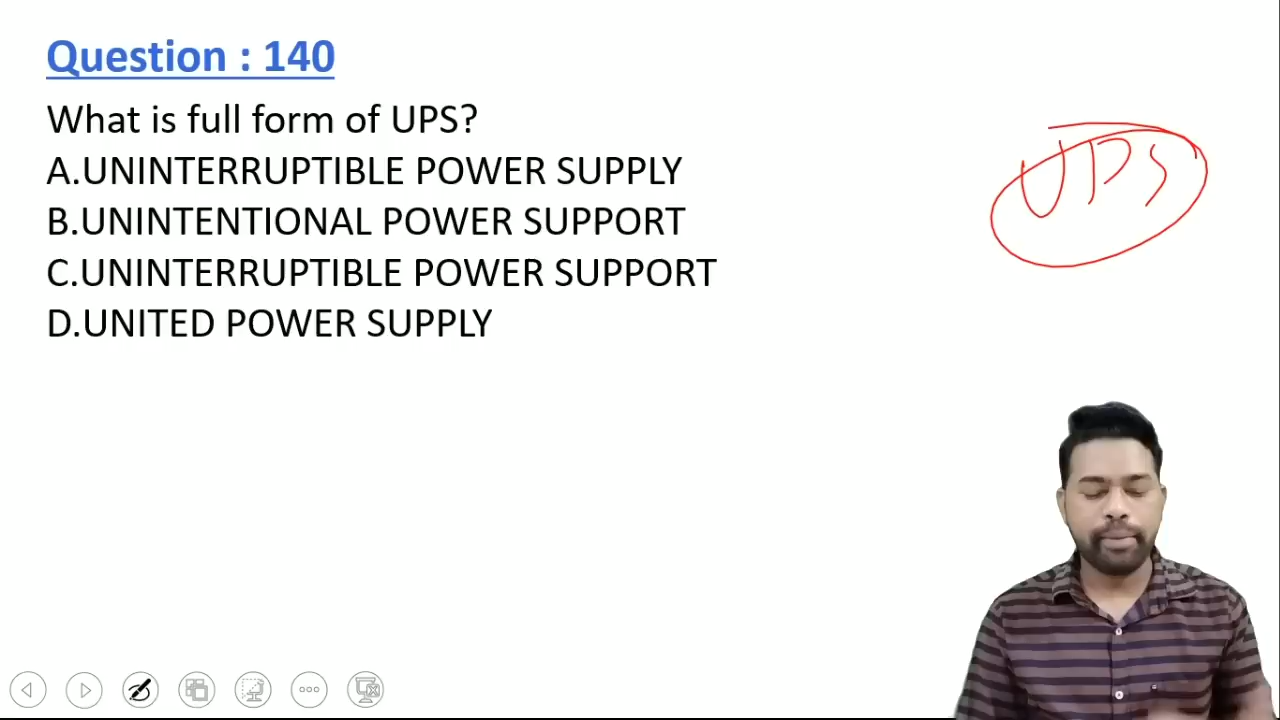 Question : 140
What is full form of UPS?
A.UNINTERRUPTIBLE POWER SUPPLY
B.UNINTENTIONAL POWER SUPPORT
C.UNINTERRUPTIBLE POWER SUPPORT
D.UNITED POWER SUPPLY
UPS